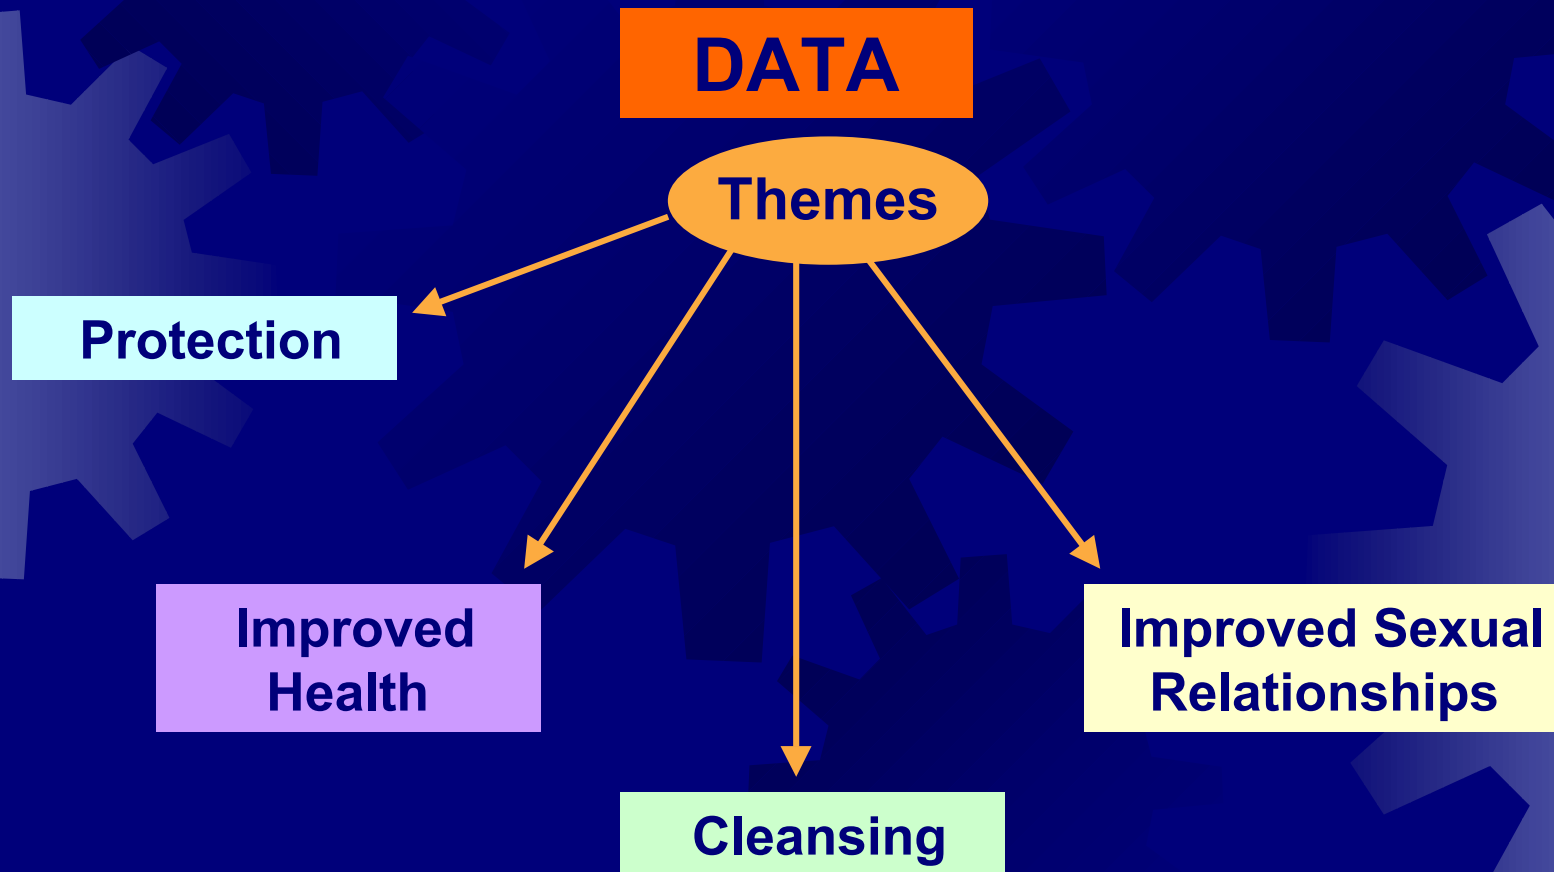 DATA
Themes
Protection
Improved
Health
Improved Sexual
Relationships
Cleansing